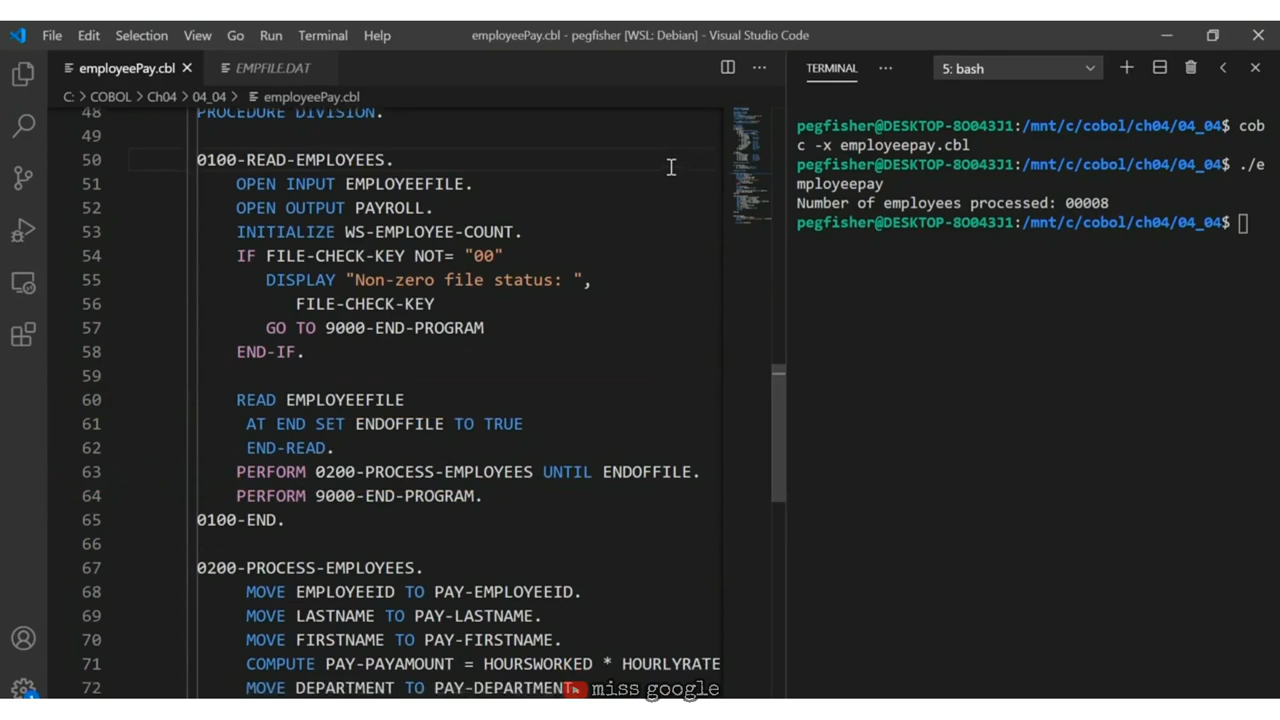 File Edit Selection View Go Run Terminal Help employeePay.cbl - pegfisher [WSL: Debian] - Visual Studio Code
employeePay.cbl EMPFILE.DAT
C: > COBOL > Ch04 > 04_04 > employeePay.cbl
48 PROCEDURE DIVISION.
49
50 0100-READ-EMPLOYEES.
51 OPEN INPUT EMPLOYEEFILE.
52 OPEN OUTPUT PAYROLL.
53 INITIALIZE WS-EMPLOYEE-COUNT.
54 IF FILE-CHECK-KEY NOT= "00"
55 DISPLAY "Non-zero file status: ",
56 FILE-CHECK-KEY
57 GO TO 9000-END-PROGRAM
58 END-IF.
59
60 READ EMPLOYEEFILE
61 AT END SET ENDOFFILE TO TRUE
62 END-READ.
63 PERFORM 0200-PROCESS-EMPLOYEES UNTIL ENDOFFILE.
64 PERFORM 9000-END-PROGRAM.
65 0100-END.
66
67 0200-PROCESS-EMPLOYEES.
68 MOVE EMPLOYEEID TO PAY-EMPLOYEEID.
69 MOVE LASTNAME TO PAY-LASTNAME.
70 MOVE FIRSTNAME TO PAY-FIRSTNAME.
71 COMPUTE PAY-PAYAMOUNT = HOURSWORKED * HOURLYRATE
72 MOVE DEPARTMENT TO PAY-DEPARTMENT.
miss google
TERMINAL 5: bash
pegfisher@DESKTOP-8O043J1:/mnt/c/cobol/ch04/04_04$ cob
c -x employeepay.cbl
pegfisher@DESKTOP-8O043J1:/mnt/c/cobol/ch04/04_04$ ./e
mployeepay
Number of employees processed: 00008
pegfisher@DESKTOP-8O043J1:/mnt/c/cobol/ch04/04_04$